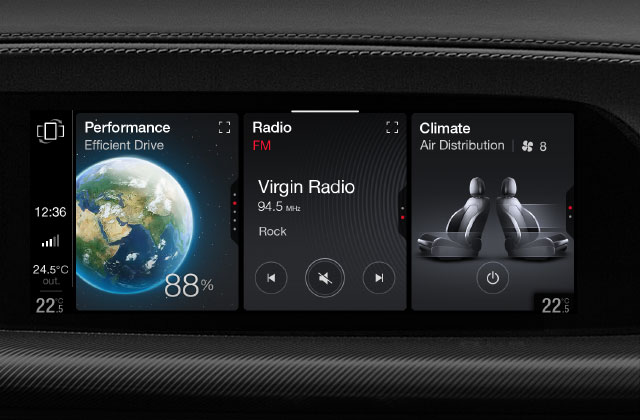 12:36
24.5°C
out.
22°C.5
Performance
Efficient Drive
88%
Radio
FM
Virgin Radio
94.5 MHz
Rock
Climate
Air Distribution | 8
22°C.5